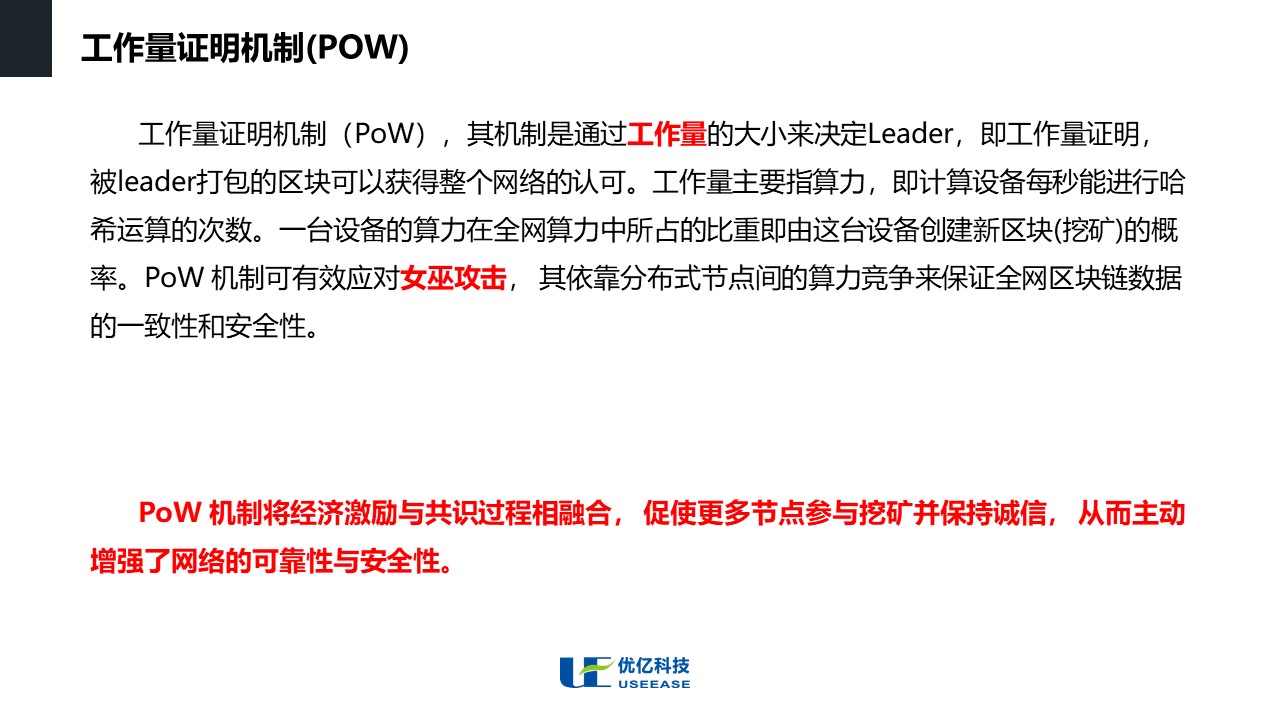 工作量证明机制(POW)
工作量证明机制（PoW），其机制是通过工作量的大小来决定Leader，即工作量证明，
被leader打包的区块可以获得整个网络的认可。工作量主要指算力，即计算设备每秒能进行哈
希运算的次数。一台设备的算力在全网算力中所占的比重即由这台设备创建新区块(挖矿)的概
率。PoW 机制可有效应对女巫攻击， 其依靠分布式节点间的算力竞争来保证全网区块链数据
的一致性和安全性。
PoW 机制将经济激励与共识过程相融合， 促使更多节点参与挖矿并保持诚信， 从而主动
增强了网络的可靠性与安全性。
优亿科技
USEEASE